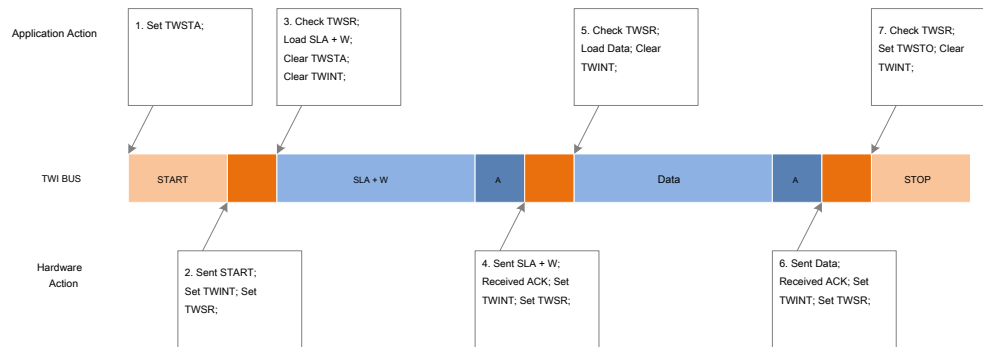 Application Action
1. Set TWSTA;
3. Check TWSR;
Load SLA + W;
Clear TWSTA;
Clear TWINT;
5. Check TWSR;
Load Data; Clear
TWINT;
7. Check TWSR;
Set TWSTO; Clear
TWINT;
TWI BUS
START
SLA + W
A
Data
A
STOP
Hardware
Action
2. Sent START;
Set TWINT; Set
TWSR;
4. Sent SLA + W;
Received ACK; Set
TWINT; Set TWSR;
6. Sent Data;
Received ACK; Set
TWINT; Set TWSR;